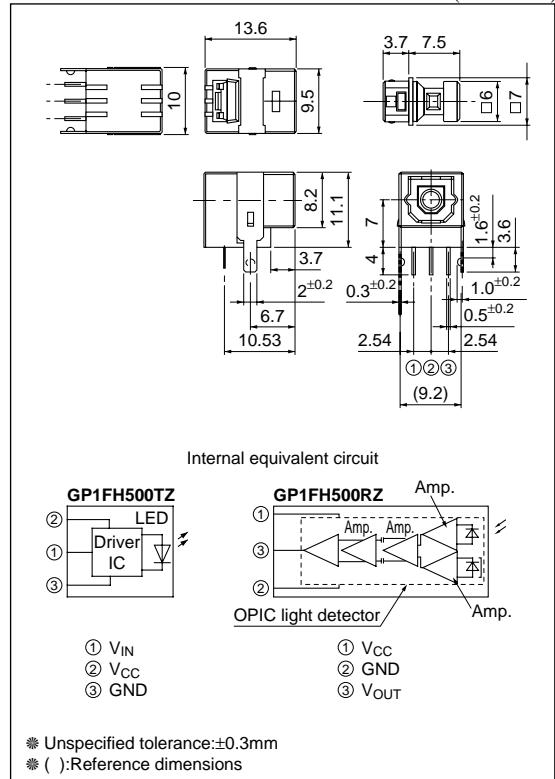 13.6
3.7 7.5
10
9.5
□6
□7
8.2
11.1
7
4
1.6±0.2
3.6
3.7
2±0.2
0.3±0.2
1.0±0.2
6.7
0.5±0.2
10.53
2.54
2.54
①②③
(9.2)
Internal equivalent circuit
GP1FH500TZ
② LED
① Driver
IC
③
GP1FH500RZ Amp.
①
Amp. Amp.
③
②
OPIC light detector Amp.
① VIN
② VCC
③ GND
① VCC
② GND
③ VOUT
❋ Unspecified tolerance:±0.3mm
❋ ( ):Reference dimensions